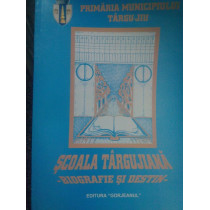 PRIMĂRIA MUNICIPIULUI
TÂRGU-JIU
ŞCOALA TÂRGUJIANĂ
-BIOGRAFIE ŞI DESTIN-
EDITURA "GORJEANUL"